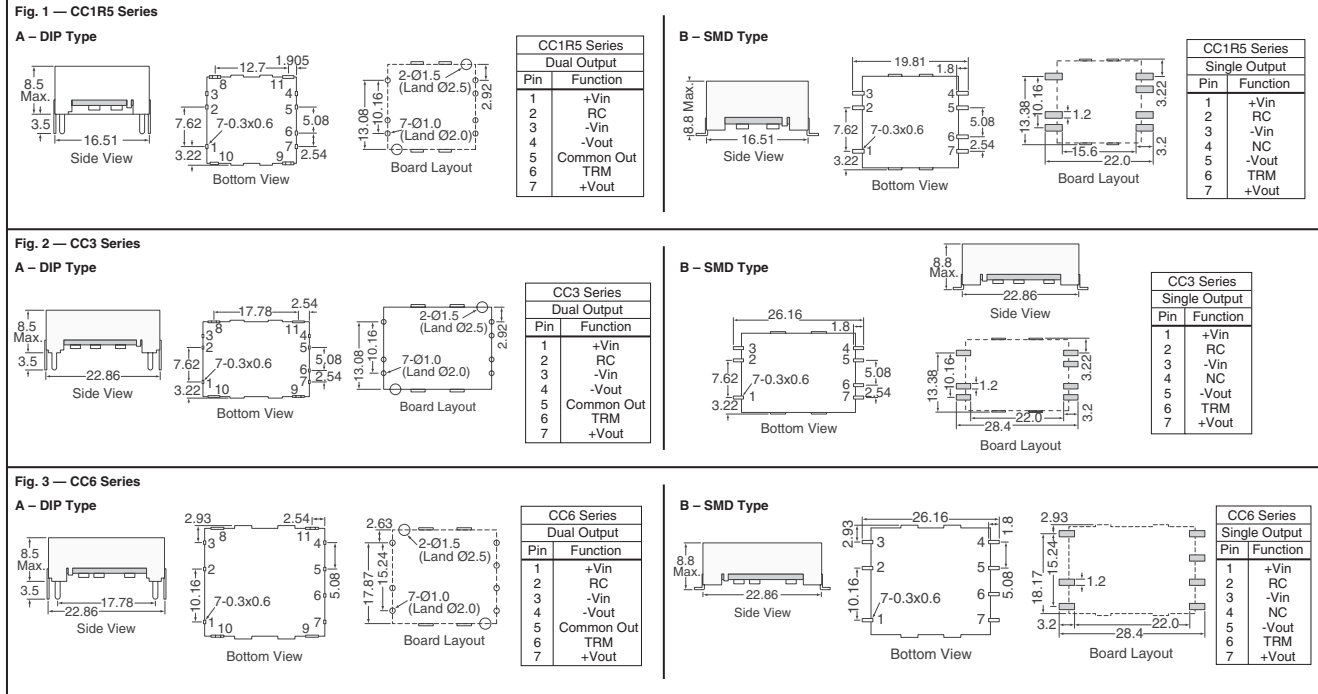 Fig. 1 — CC1R5 Series
A – DIP Type
8.5
Max.
3.5
16.51
Side View
12.7
1.905
8
11
3
2
4
5
7.62
7-0.3x0.6
5.08
6
7
1
3.22
10
9
2.54
Bottom View
2-Ø1.5
(Land Ø2.5)
13.08
10.16
2.92
7-Ø1.0
(Land Ø2.0)
Board Layout
CC1R5 Series
Dual Output
Pin Function
1 +Vin
2 RC
3 -Vin
4 -Vout
5 Common Out
6 TRM
7 +Vout
B – SMD Type
8.8 Max.
16.51
Side View
19.81
1.8
3
2
4
5
7.62
7-0.3x0.6
5.08
6
2.54
1
7
3.22
Bottom View
13.38
10.16
1.2
3.22
15.6
22.0
3.2
Board Layout
CC1R5 Series
Single Output
Pin Function
1 +Vin
2 RC
3 -Vin
4 NC
5 -Vout
6 TRM
7 +Vout
Fig. 2 — CC3 Series
A – DIP Type
8.5
Max.
3.5
22.86
Side View
17.78
2.54
8
11
3
2
4
5
7.62
7-0.3x0.6
5.08
6
2.54
1
7
3.22
10
9
Bottom View
2-Ø1.5
(Land Ø2.5)
13.08
10.16
2.92
7-Ø1.0
(Land Ø2.0)
Board Layout
CC3 Series
Dual Output
Pin Function
1 +Vin
2 RC
3 -Vin
4 -Vout
5 Common Out
6 TRM
7 +Vout
B – SMD Type
26.16
1.8
3
2
4
5
7.62
7-0.3x0.6
5.08
6
2.54
1
7
3.22
Bottom View
8.8
Max.
22.86
Side View
13.38
10.16
1.2
3.22
22.0
28.4
3.2
Board Layout
CC3 Series
Single Output
Pin Function
1 +Vin
2 RC
3 -Vin
4 NC
5 -Vout
6 TRM
7 +Vout
Fig. 3 — CC6 Series
A – DIP Type
8.5
Max.
3.5
17.78
22.86
Side View
2.93
2.54
8
11
3
4
2
5
10.16
5.08
7-0.3x0.6
6
1
7
10
9
Bottom View
2.63
2-Ø1.5
(Land Ø2.5)
17.87
15.24
7-Ø1.0
(Land Ø2.0)
Board Layout
CC6 Series
Dual Output
Pin Function
1 +Vin
2 RC
3 -Vin
4 -Vout
5 Common Out
6 TRM
7 +Vout
B – SMD Type
8.8
Max.
22.86
Side View
26.16
2.93
1.8
3
4
2
5
10.16
5.08
7-0.3x0.6
6
1
7
Bottom View
2.93
18.17
15.24
1.2
3.2
22.0
28.4
Board Layout
CC6 Series
Single Output
Pin Function
1 +Vin
2 RC
3 -Vin
4 NC
5 -Vout
6 TRM
7 +Vout